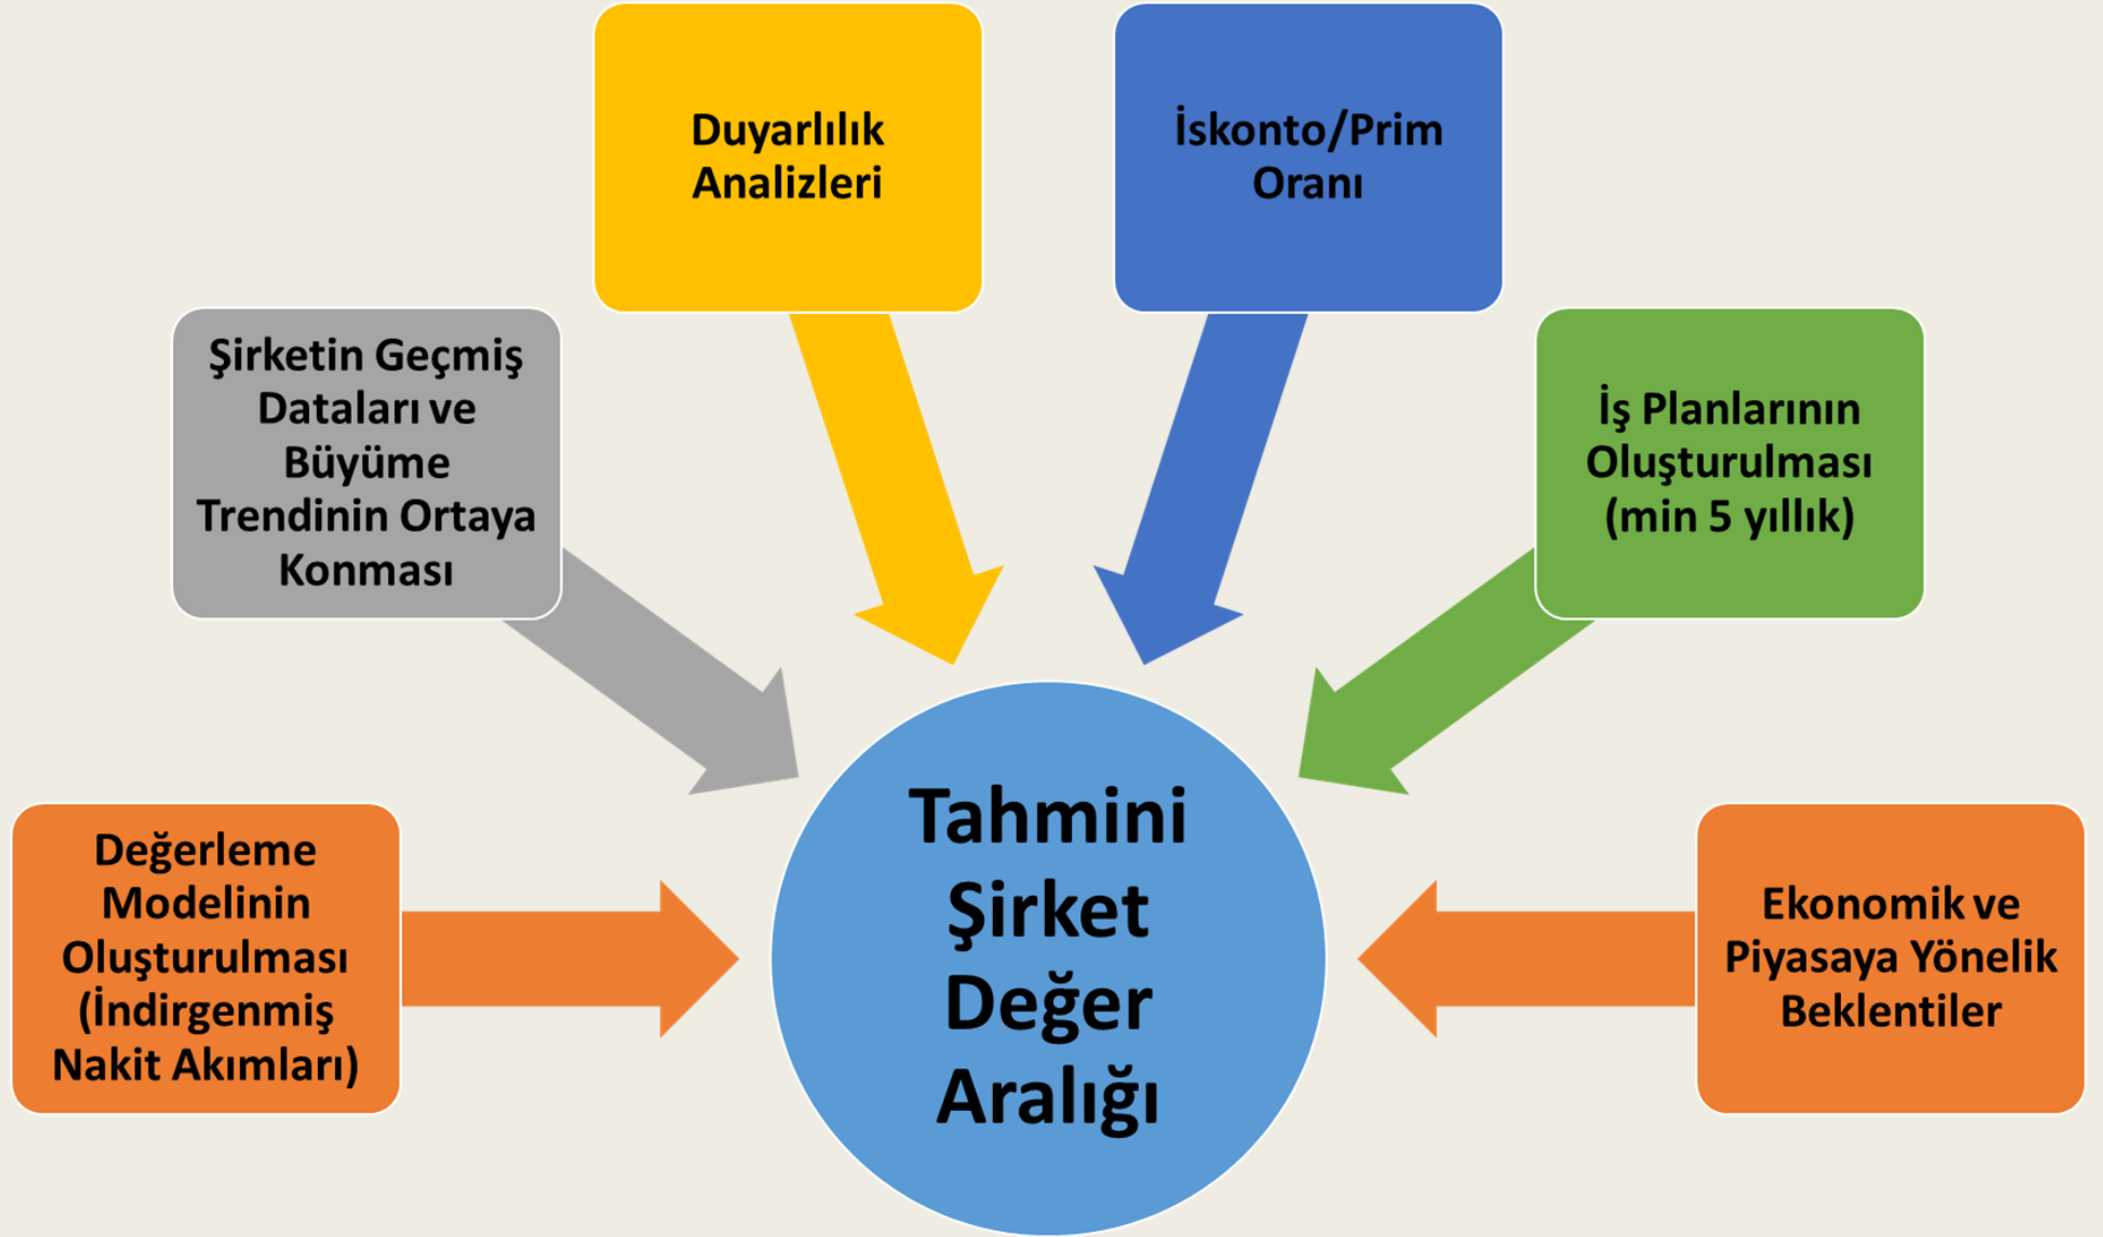 Duyarlılık
Analizleri
İskonto/Prim
Oranı
Şirketin Geçmiş
Dataları ve
Büyüme
Trendinin Ortaya
Konması
İş Planlarının
Oluşturulması
(min 5 yıllık)
Değerleme
Modelinin
Oluşturulması
(İndirgenmiş
Nakit Akımları)
Tahmini
Şirket
Değer
Aralığı
Ekonomik ve
Piyasaya Yönelik
Beklentiler